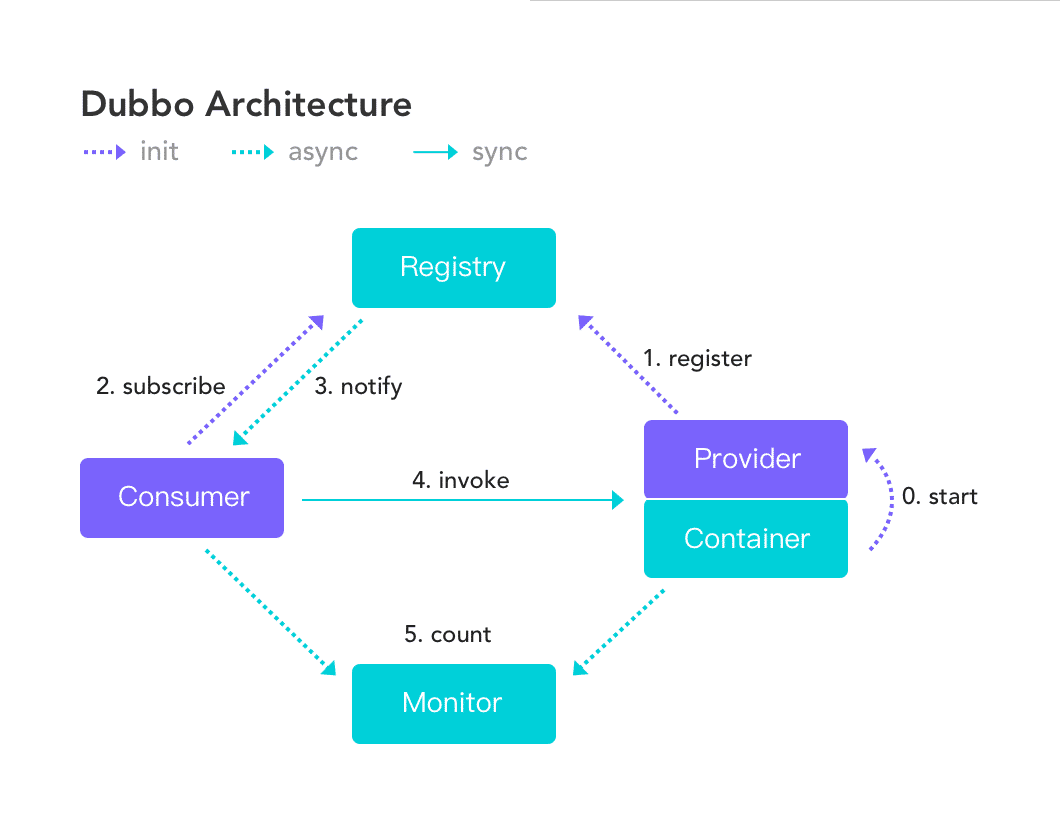 Dubbo Architecture
init async sync
Registry
1. register
2. subscribe 3. notify
Provider
4. invoke
Consumer
0. start
Container
5. count
Monitor